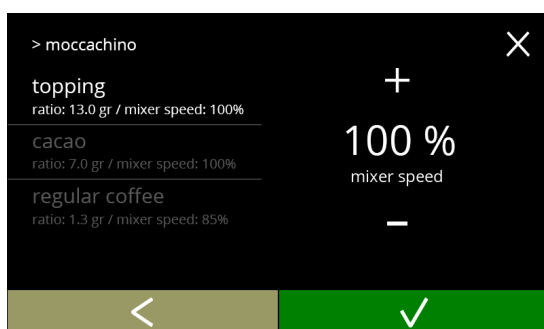 > moccachino
topping
ratio: 13.0 gr / mixer speed: 100%
cacao
ratio: 7.0 gr / mixer speed: 100%
regular coffee
ratio: 1.3 gr / mixer speed: 85%
+
100 %
mixer speed
-